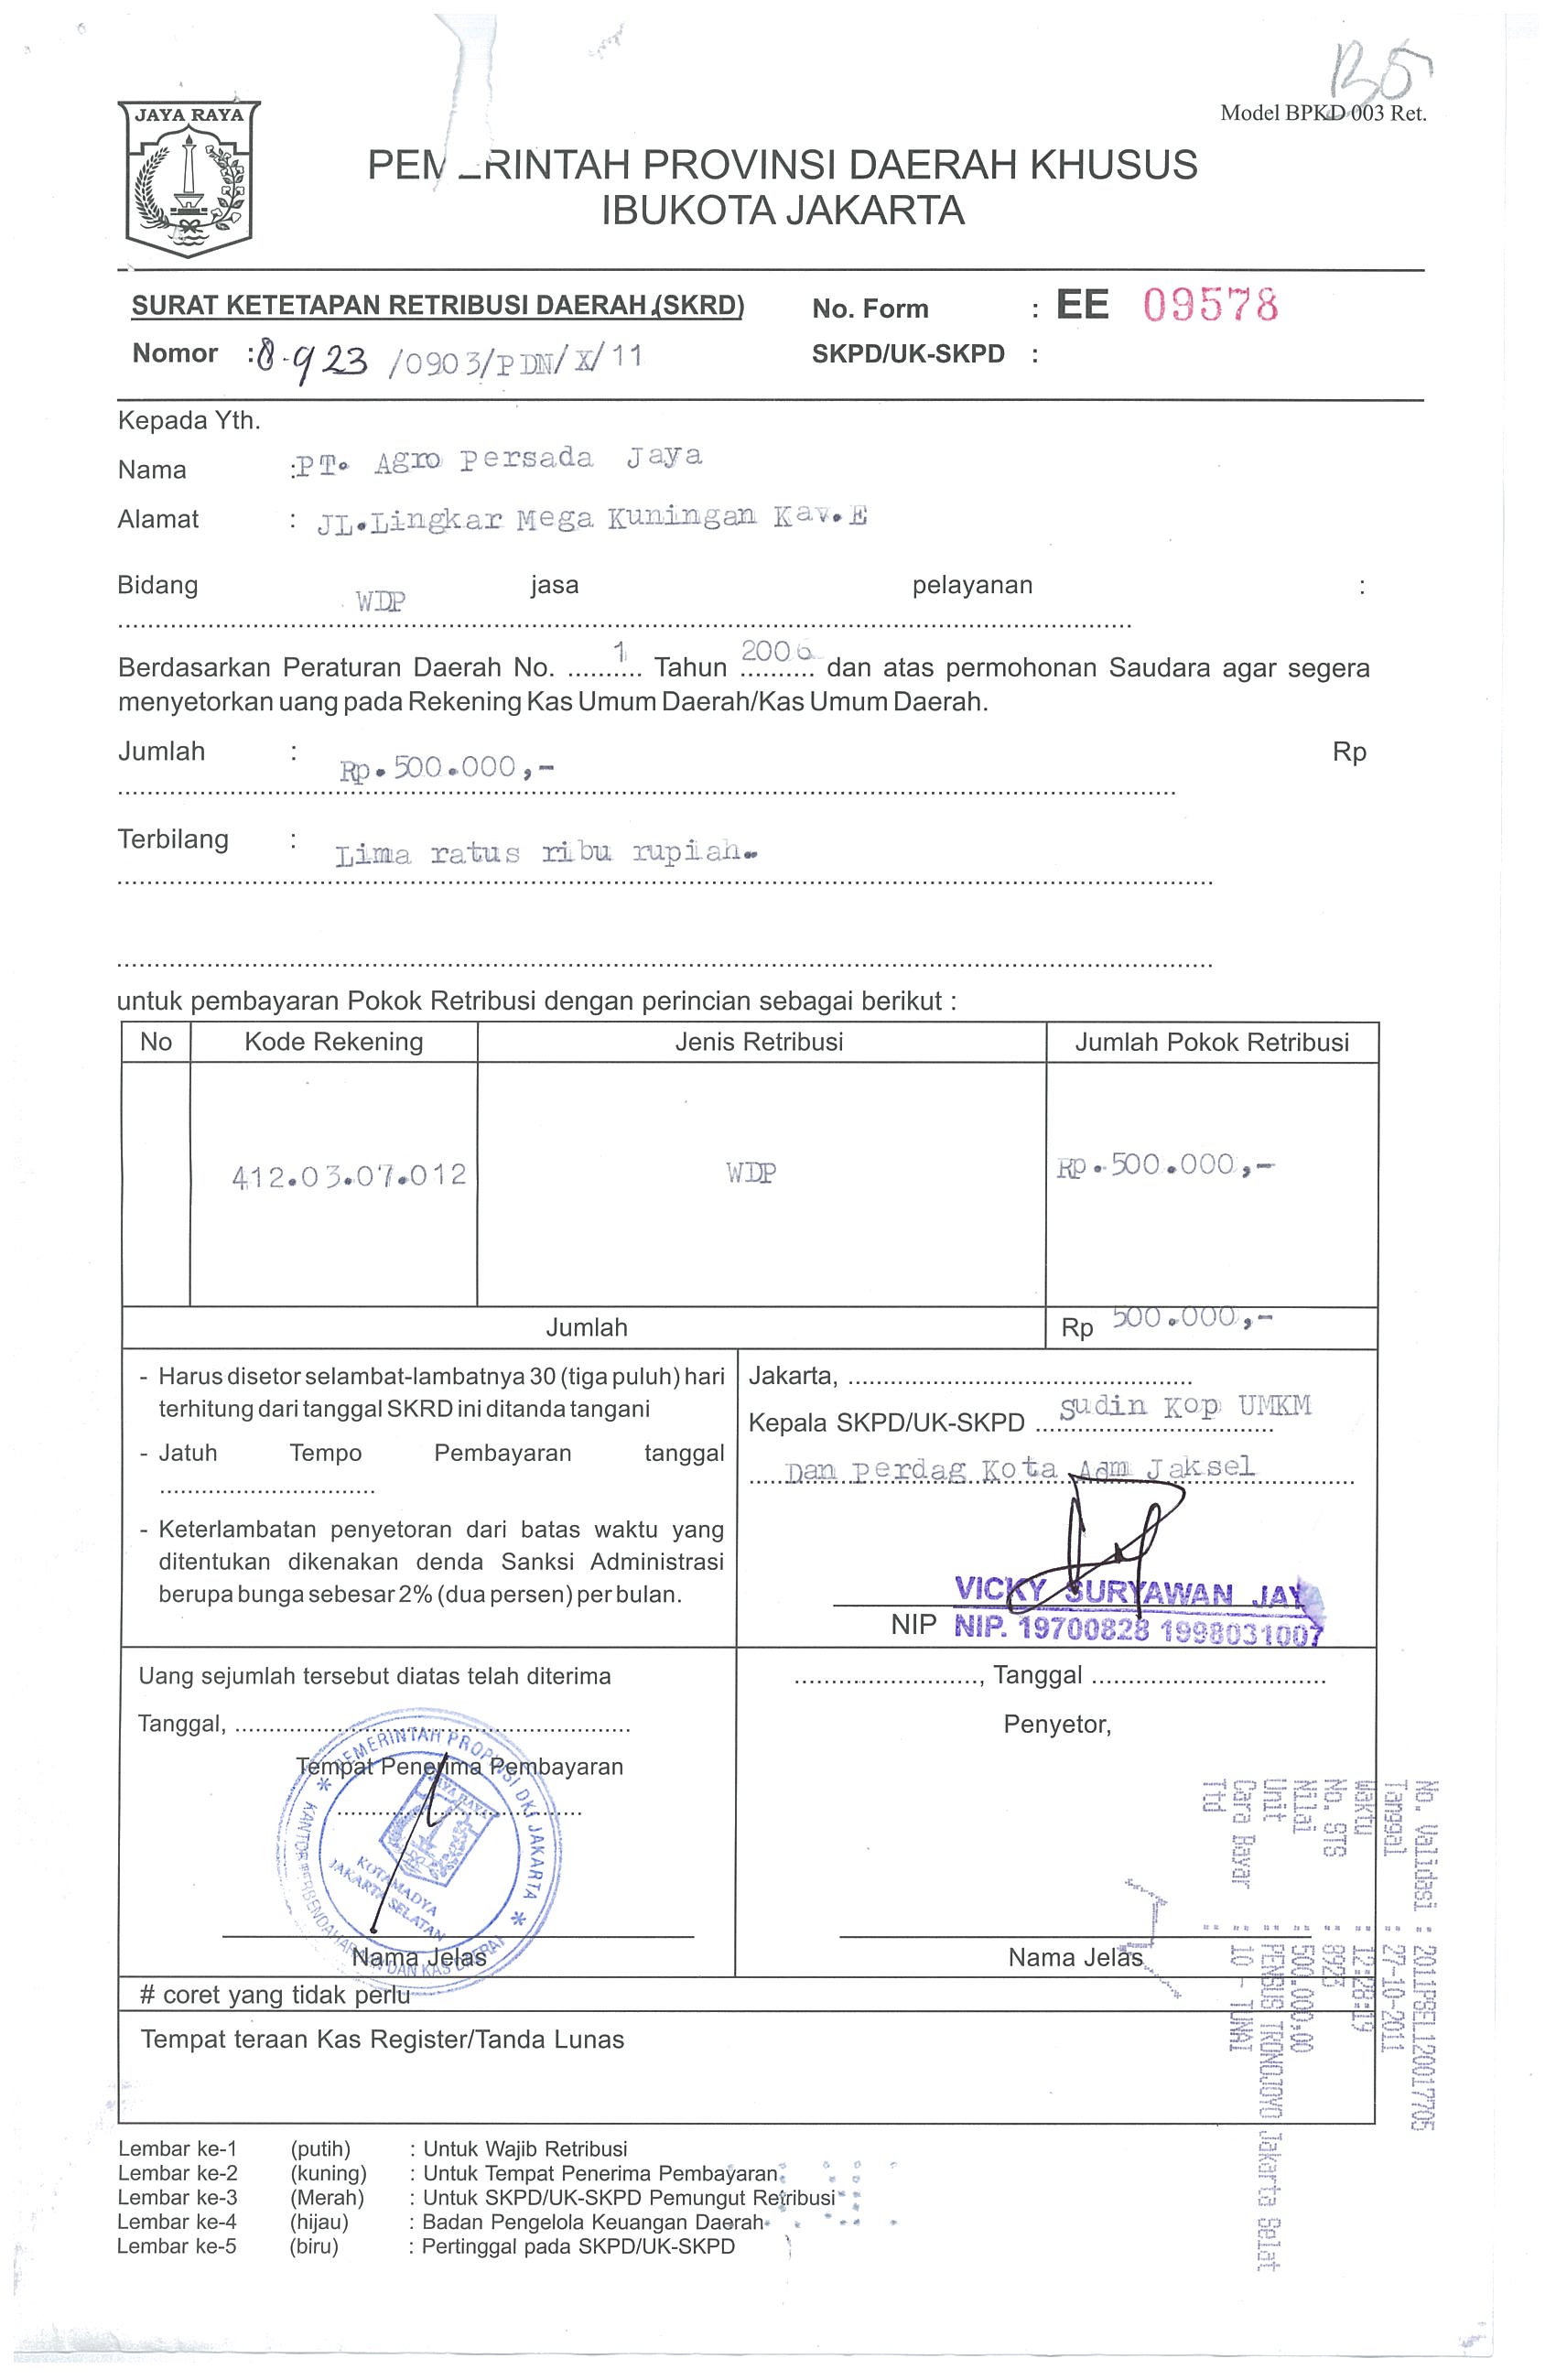 B5
Model BPKD 003 Ret.
JAYA RAYA
PEMERINTAH PROVINSI DAERAH KHUSUS
IBUKOTA JAKARTA
SURAT KETETAPAN RETRIBUSI DAERAH (SKRD)
No. Form : EE 09578
Nomor : 8.923 /0903/PDN/X/11
SKPD/UK-SKPD :
Kepada Yth.
Nama : PT. Agro Persada Jaya
Alamat : JL.Lingkar Mega Kuningan Kav.E
Bidang jasa pelayanan :
WDP
Berdasarkan Peraturan Daerah No. ....1.... Tahun 2006 dan atas permohonan Saudara agar segera
menyetorkan uang pada Rekening Kas Umum Daerah/Kas Umum Daerah.
Jumlah : Rp
Rp.500.000,-
Terbilang : Lima ratus ribu rupiah.
untuk pembayaran Pokok Retribusi dengan perincian sebagai berikut :
No Kode Rekening Jenis Retribusi Jumlah Pokok Retribusi
412.03.07.012 WDP Rp.500.000,-
Jumlah Rp 500.000,-
- Harus disetor selambat-lambatnya 30 (tiga puluh) hari
terhitung dari tanggal SKRD ini ditanda tangani
- Jatuh Tempo Pembayaran tanggal
..............................
- Keterlambatan penyetoran dari batas waktu yang
ditentukan dikenakan denda Sanksi Administrasi
berupa bunga sebesar 2% (dua persen) per bulan.
Jakarta, ..............................
Kepala SKPD/UK-SKPD Sudin Kop UMKM
Dan Perdag Kota Adm Jaksel
VICKY SURYAWAN JAY
NIP NIP. 19700828 1998031007
Uang sejumlah tersebut diatas telah diterima
Tanggal, ..............................
Tempat Penerima Pembayaran
PEMERINTAH PROPINSI DKI JAKARTA
JAYA RAYA
KOTAMADYA
JAKARTA SELATAN
KANTOR PERBENDAHARAAN DAN KAS DAERAH
Nama Jelas
...................., Tanggal ..............................
Penyetor,
Nama Jelas
No. Validasi : 2011PSEL120017705
Tanggal : 27-10-2011
Waktu : 12:28:19
No. STS : 8923
Nilai : 500.000,00
Unit : PENBUS TRONOJOYO Jakarta Selat
Cara Bayar : 10 - TUNAI
Ttd :
# coret yang tidak perlu
Tempat teraan Kas Register/Tanda Lunas
Lembar ke-1 (putih) : Untuk Wajib Retribusi
Lembar ke-2 (kuning) : Untuk Tempat Penerima Pembayaran
Lembar ke-3 (Merah) : Untuk SKPD/UK-SKPD Pemungut Retribusi
Lembar ke-4 (hijau) : Badan Pengelola Keuangan Daerah
Lembar ke-5 (biru) : Pertinggal pada SKPD/UK-SKPD